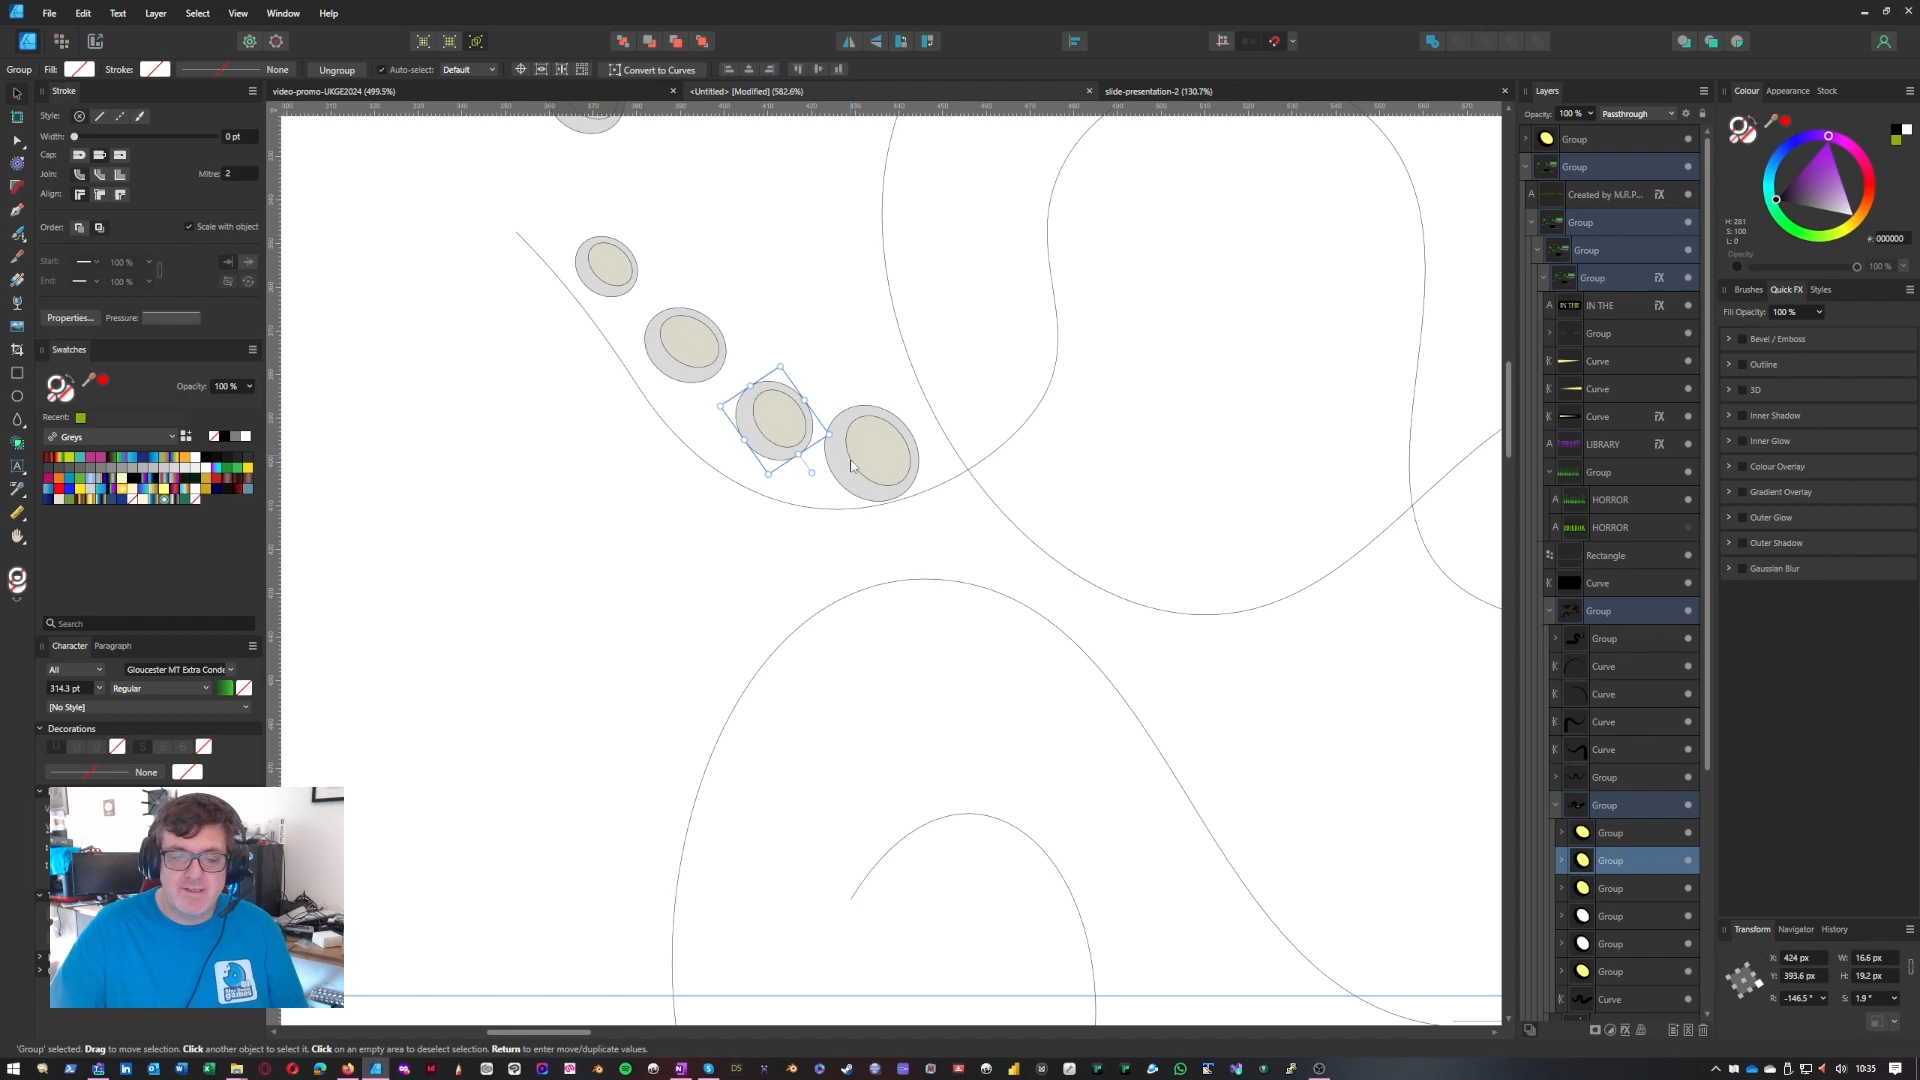 File Edit Text Layer Select View Window Help
Group Fill: Stroke: None Ungroup Auto-select: Default Convert to Curves
Stroke
Style:
Width: 0 pt
Cap:
Join: Mitre: 2
Align:
Order: Scale with object
Start: 100 %
End: 100 %
Properties... Pressure:
Swatches
Opacity: 100 %
Recent:
Greys
Search
Character Paragraph
All Gloucester MT Extra Conde
314.3 pt Regular
[No Style]
Decorations
None
video-promo-UKGE2024 (499.5%)
<Untitled> [Modified] (582.6%)
slide-presentation-2 (130.7%)
Layers
Opacity: 100 % Passthrough
Group
Group
Created by M.R.P...
Group
Group
Group
IN THE
Group
Curve
Curve
Curve
LIBRARY
Group
HORROR
HORROR
Rectangle
Curve
Group
Group
Curve
Curve
Curve
Curve
Group
Group
Group
Group
Group
Group
Group
Group
Curve
Colour Appearance Stock
H: 281
S: 100
L: 0
#: 000000
Opacity
100 %
Brushes Quick FX Styles
Fill Opacity: 100 %
Bevel / Emboss
Outline
3D
Inner Shadow
Inner Glow
Colour Overlay
Gradient Overlay
Outer Glow
Outer Shadow
Gaussian Blur
Transform Navigator History
X: 424 px W: 16.6 px
Y: 393.6 px H: 19.2 px
R: -146.5 ° S: 1.9 °
'Group' selected. Drag to move selection. Click another object to select it. Click on an empty area to deselect selection. Return to enter move/duplicate values.
10:35